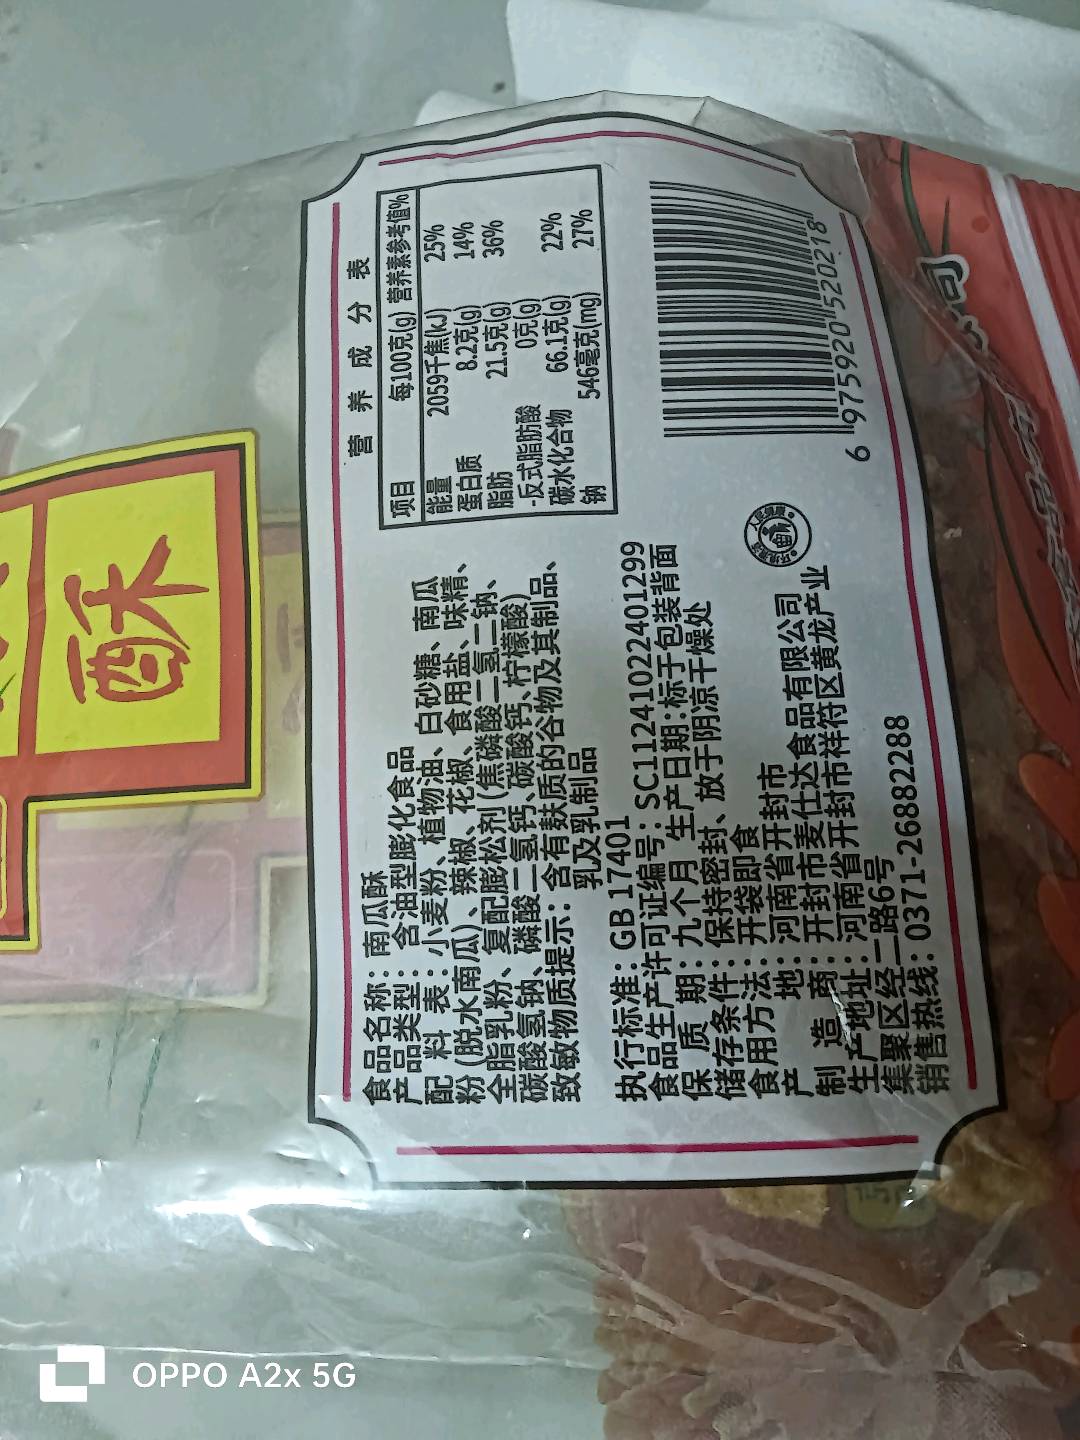 酥
食品名称：南瓜酥
产品类型：含油型膨化食品
配 料 表：小麦粉、植物油、白砂糖、南瓜
粉（脱水南瓜）、辣椒、花椒、食用盐、味精、
全脂乳粉、复配膨松剂（焦磷酸二氢二钠、
碳酸氢钠、磷酸二氢钙、碳酸钙、柠檬酸）
致敏物质提示：含有麸质的谷物及其制品、
乳及乳制品
执行标准：GB 17401
食品生产许可证编号：SC11241022401299
保 质 期：九个月 生产日期：标于包装背面
储存条件：保持密封、放于阴凉干燥处
食用方法：开袋即食
产 地：河南省开封市
制 造 商：开封市麦仕达食品有限公司
生产地址：河南省开封市祥符区黄龙产业
集聚区经二路6号
销售热线：0371-26882288
营 养 成 分 表
项目 每100克(g) 营养素参考值%
能量 2059千焦(kJ) 25%
蛋白质 8.2克(g) 14%
脂肪 21.5克(g) 36%
-反式脂肪酸 0克(g)
碳水化合物 66.1克(g) 22%
钠 546毫克(mg) 27%
6 975920 520218
司
OPPO A2x 5G